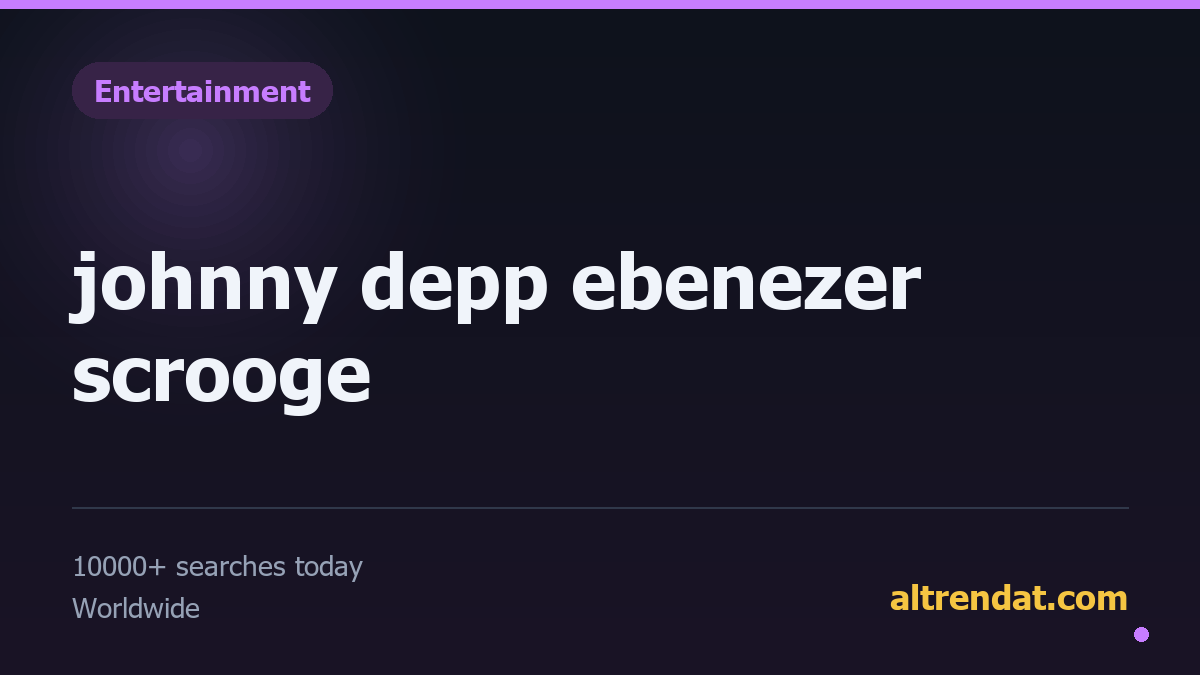 Entertainment
johnny depp ebenezer
scrooge
10000+ searches today
Worldwide
altrendat.com